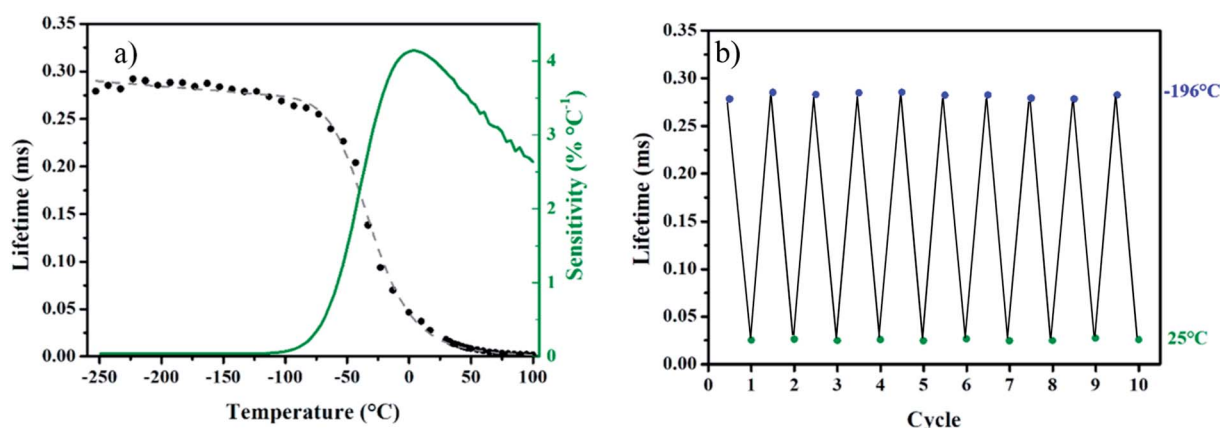 a)
0.35
0.30
0.25
0.20
0.15
0.10
0.05
0.00
Lifetime (ms)
-250 -200 -150 -100 -50 0 50 100
Temperature (°C)
4
3
2
1
0
Sensitivity (% °C-1)
b)
0.35
0.30
0.25
0.20
0.15
0.10
0.05
0.00
Lifetime (ms)
0 1 2 3 4 5 6 7 8 9 10
Cycle
-196°C
25°C